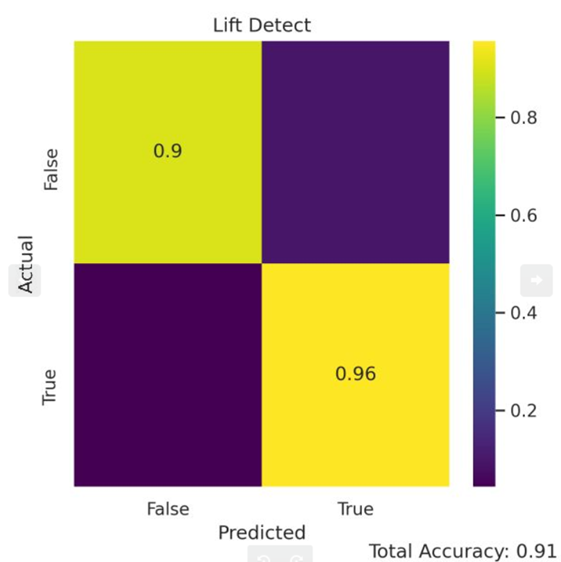 Lift Detect
False
0.9
True
0.96
Actual
False
True
Predicted
0.8
0.6
0.4
0.2
Total Accuracy: 0.91